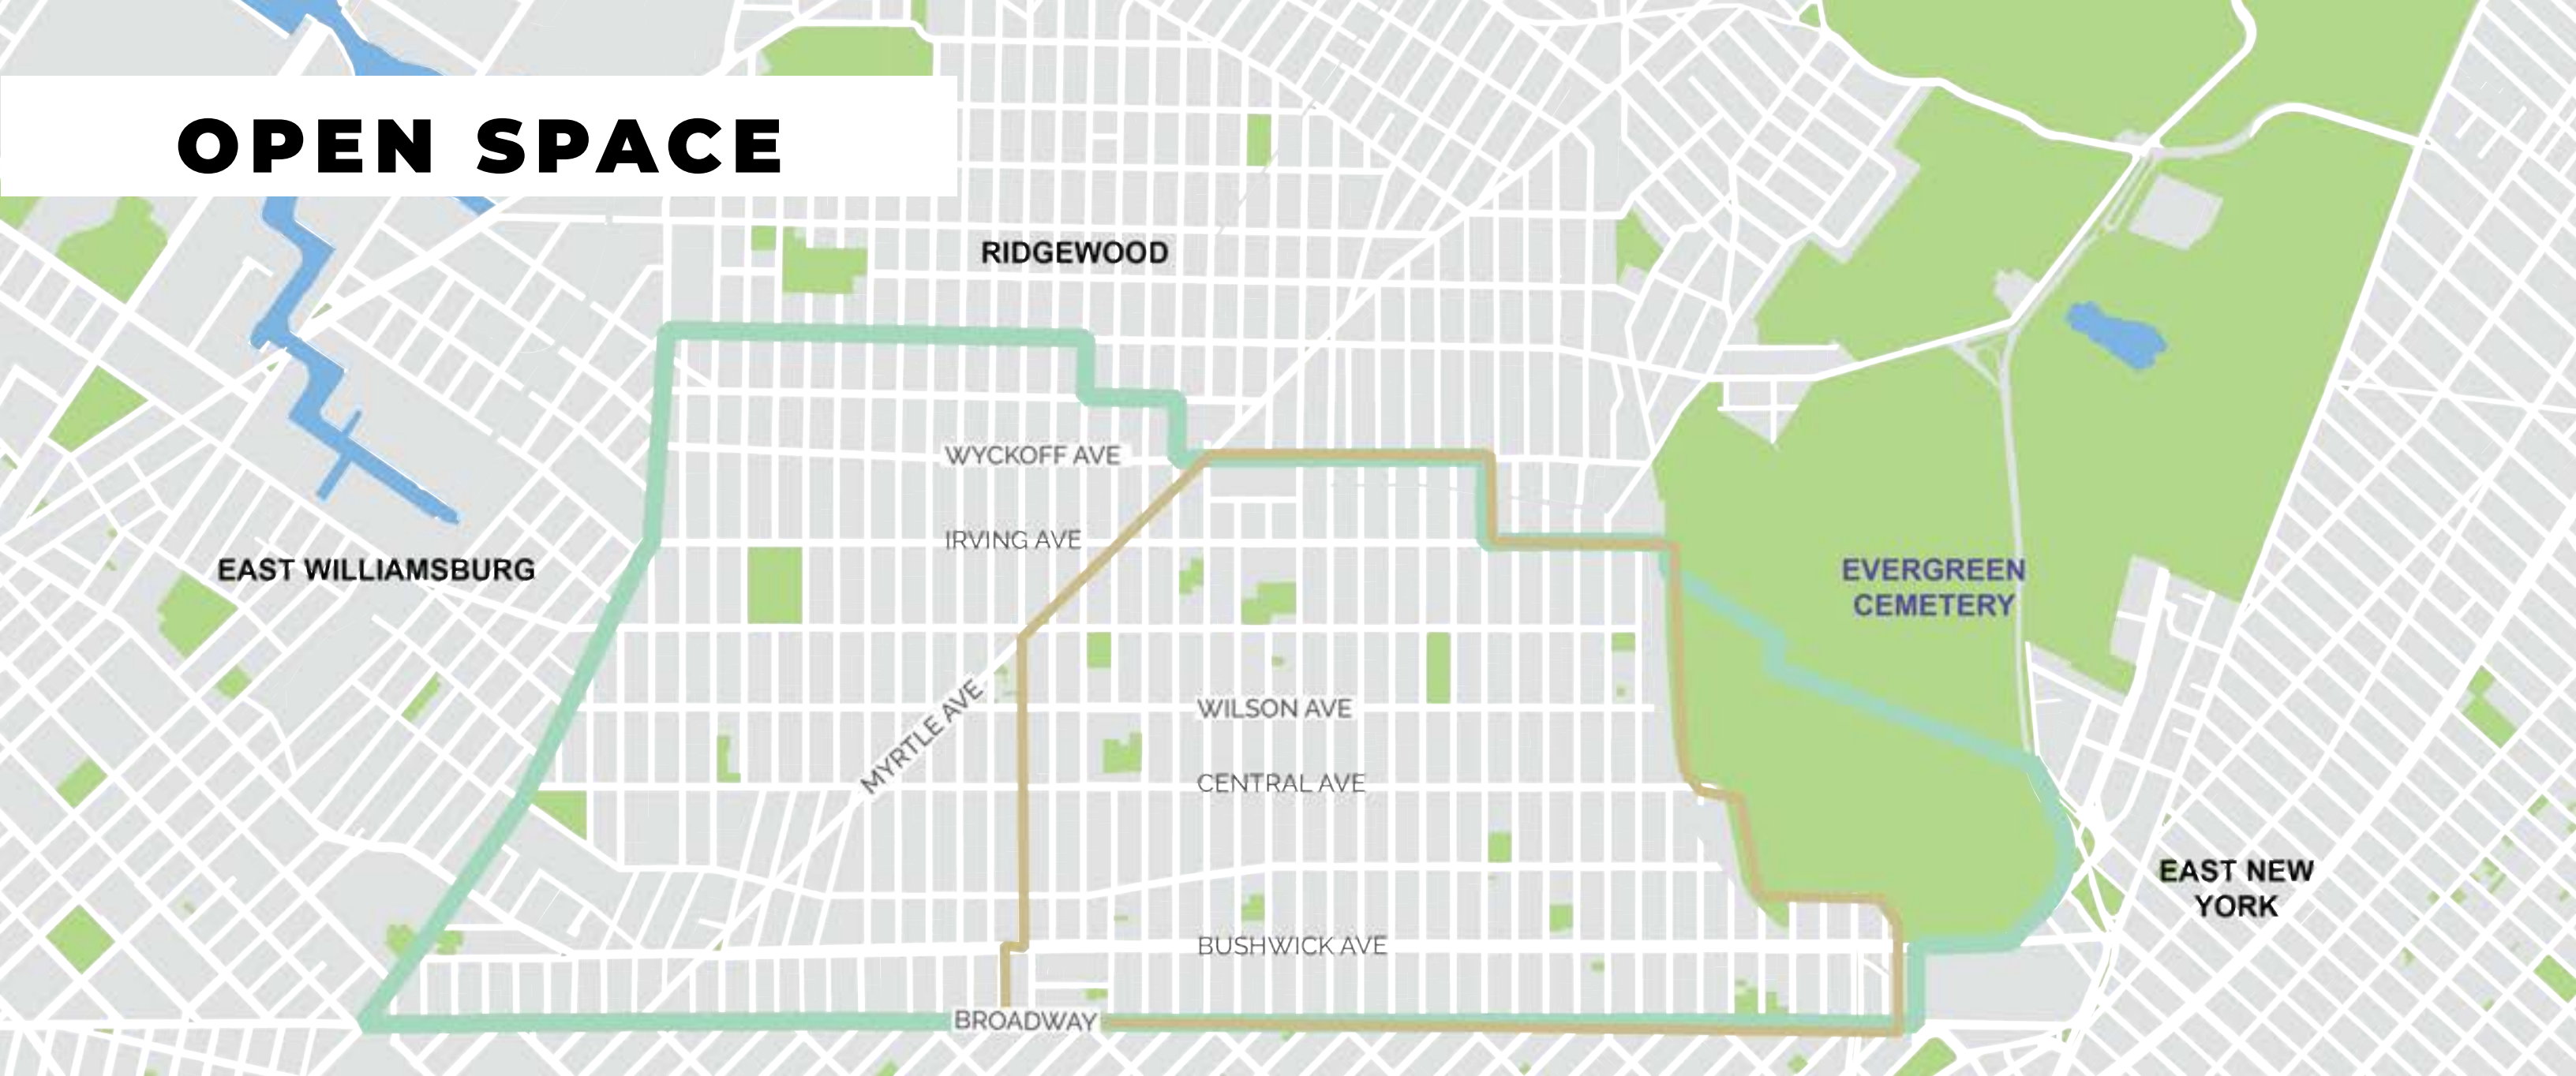 OPEN SPACE
RIDGEWOOD
WYCKOFF AVE
IRVING AVE
EAST WILLIAMSBURG
EVERGREEN
CEMETERY
MYRTLE AVE
WILSON AVE
CENTRAL AVE
EAST NEW
YORK
BUSHWICK AVE
BROADWAY